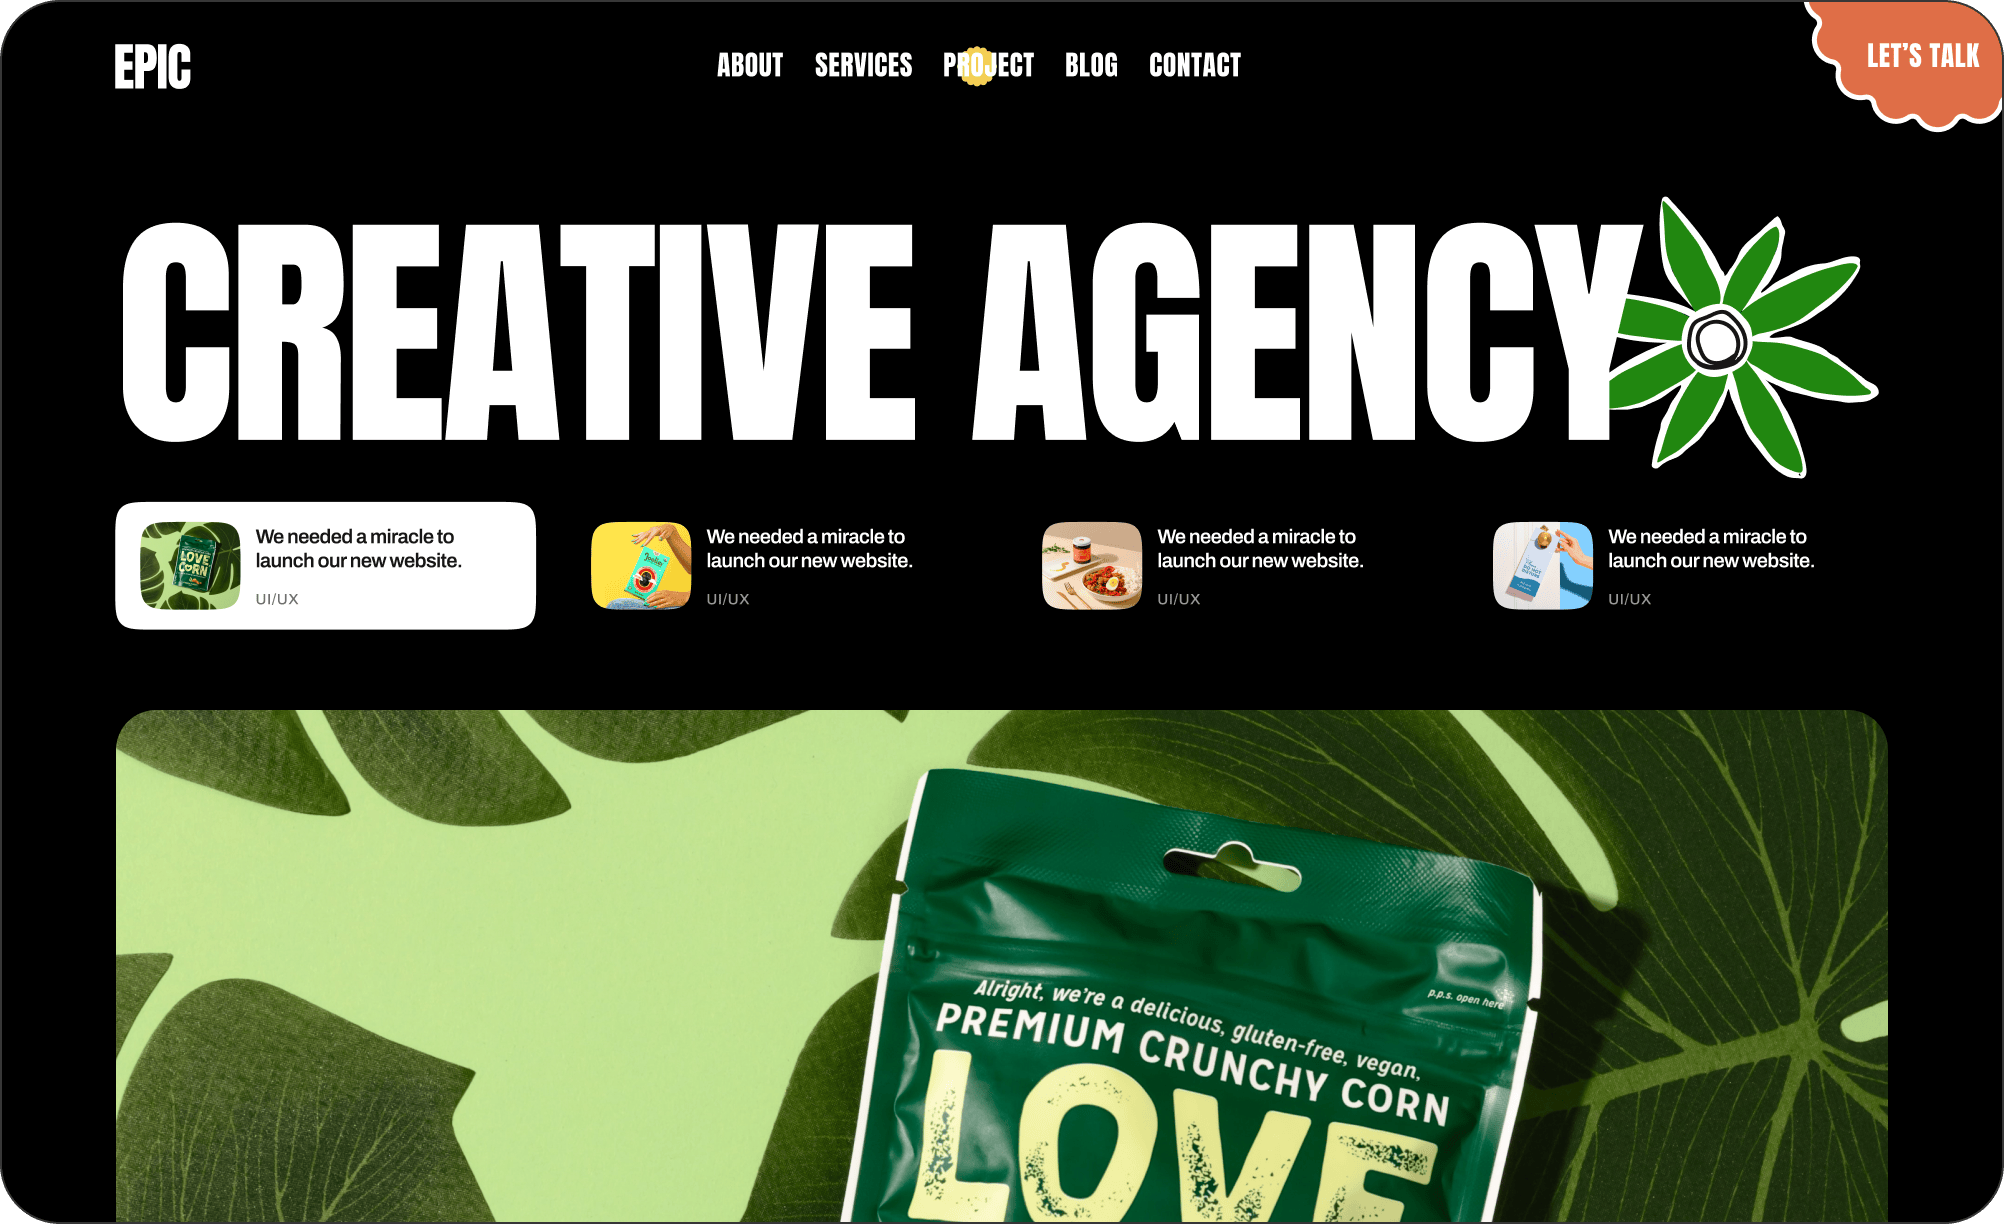 EPIC
ABOUT SERVICES PROJECT BLOG CONTACT
LET'S TALK
CREATIVE AGENCY
We needed a miracle to
launch our new website.
UI/UX
We needed a miracle to
launch our new website.
UI/UX
We needed a miracle to
launch our new website.
UI/UX
We needed a miracle to
launch our new website.
UI/UX
LOVE
CORN
p.p.s. open here
Alright, we're a delicious, gluten-free, vegan,
PREMIUM CRUNCHY CORN
LOVE